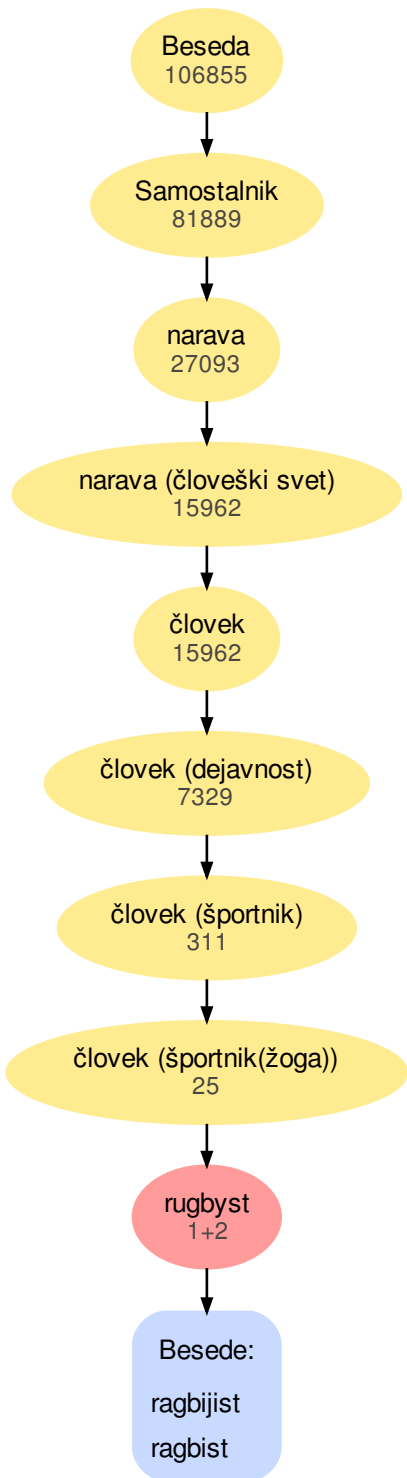 Beseda
106855
Samostalnik
81889
narava
27093
narava (človeški svet)
15962
človek
15962
človek (dejavnost)
7329
človek (športnik)
311
človek (športnik(žoga))
25
rugbyst
1+2
Besede:
ragbijist
ragbist